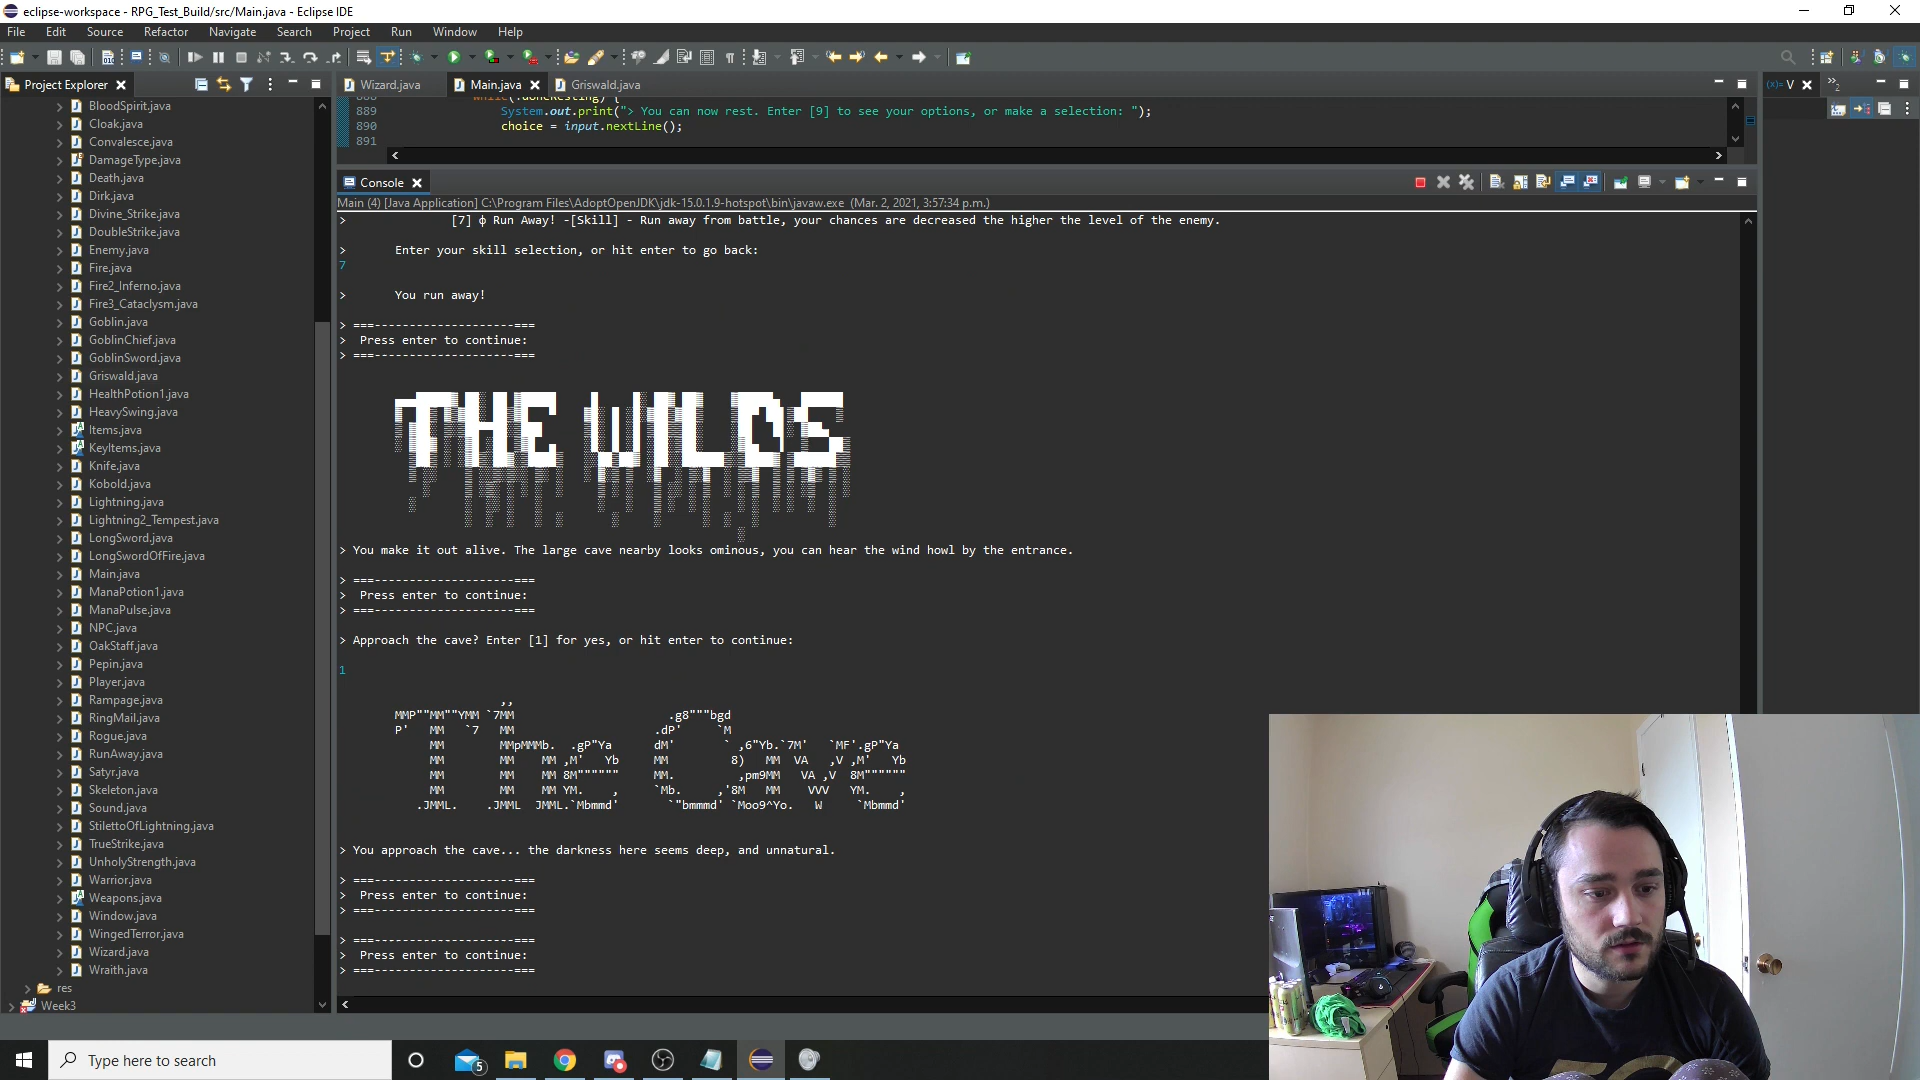 eclipse-workspace - RPG_Test_Build/src/Main.java - Eclipse IDE
File Edit Source Refactor Navigate Search Project Run Window Help
Project Explorer
Wizard.java Main.java Griswald.java
V
2
BloodSpirit.java
Cloak.java
Convalesce.java
DamageType.java
Death.java
Dirk.java
Divine_Strike.java
DoubleStrike.java
Enemy.java
Fire.java
Fire2_Inferno.java
Fire3_Cataclysm.java
Goblin.java
GoblinChief.java
GoblinSword.java
Griswald.java
HealthPotion1.java
HeavySwing.java
Items.java
KeyItems.java
Knife.java
Kobold.java
Lightning.java
Lightning2_Tempest.java
LongSword.java
LongSwordOfFire.java
Main.java
ManaPotion1.java
ManaPulse.java
NPC.java
OakStaff.java
Pepin.java
Player.java
Rampage.java
RingMail.java
Rogue.java
RunAway.java
Satyr.java
Skeleton.java
Sound.java
StilettoOfLightning.java
TrueStrike.java
UnholyStrength.java
Warrior.java
Weapons.java
Window.java
WingedTerror.java
Wizard.java
Wraith.java
res
Week3
889 System.out.print("> You can now rest. Enter [9] to see your options, or make a selection: ");
890 choice = input.nextLine();
891
Console
Main (4) [Java Application] C:\Program Files\AdoptOpenJDK\jdk-15.0.1.9-hotspot\bin\javaw.exe (Mar. 2, 2021, 3:57:34 p.m.)
> [7] ϕ Run Away! -[Skill] - Run away from battle, your chances are decreased the higher the level of the enemy.
> Enter your skill selection, or hit enter to go back:
7
> You run away!
> ===---------------------===
> Press enter to continue:
> ===---------------------===
THE WILDS
> You make it out alive. The large cave nearby looks ominous, you can hear the wind howl by the entrance.
> ===---------------------===
> Press enter to continue:
> ===---------------------===
> Approach the cave? Enter [1] for yes, or hit enter to continue:
1
The Cave
> You approach the cave... the darkness here seems deep, and unnatural.
> ===---------------------===
> Press enter to continue:
> ===---------------------===
> ===---------------------===
> Press enter to continue:
> ===---------------------===
Type here to search
5